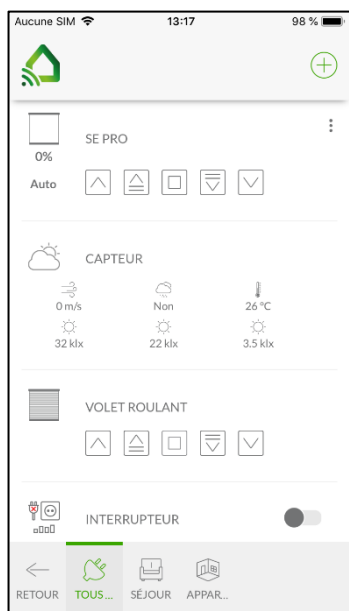 Aucune SIM 13:17 98 %
SE PRO
0%
Auto
CAPTEUR
0 m/s Non 26 °C
32 klx 22 klx 3.5 klx
VOLET ROULANT
INTERRUPTEUR
RETOUR TOUS... SÉJOUR APPAR...